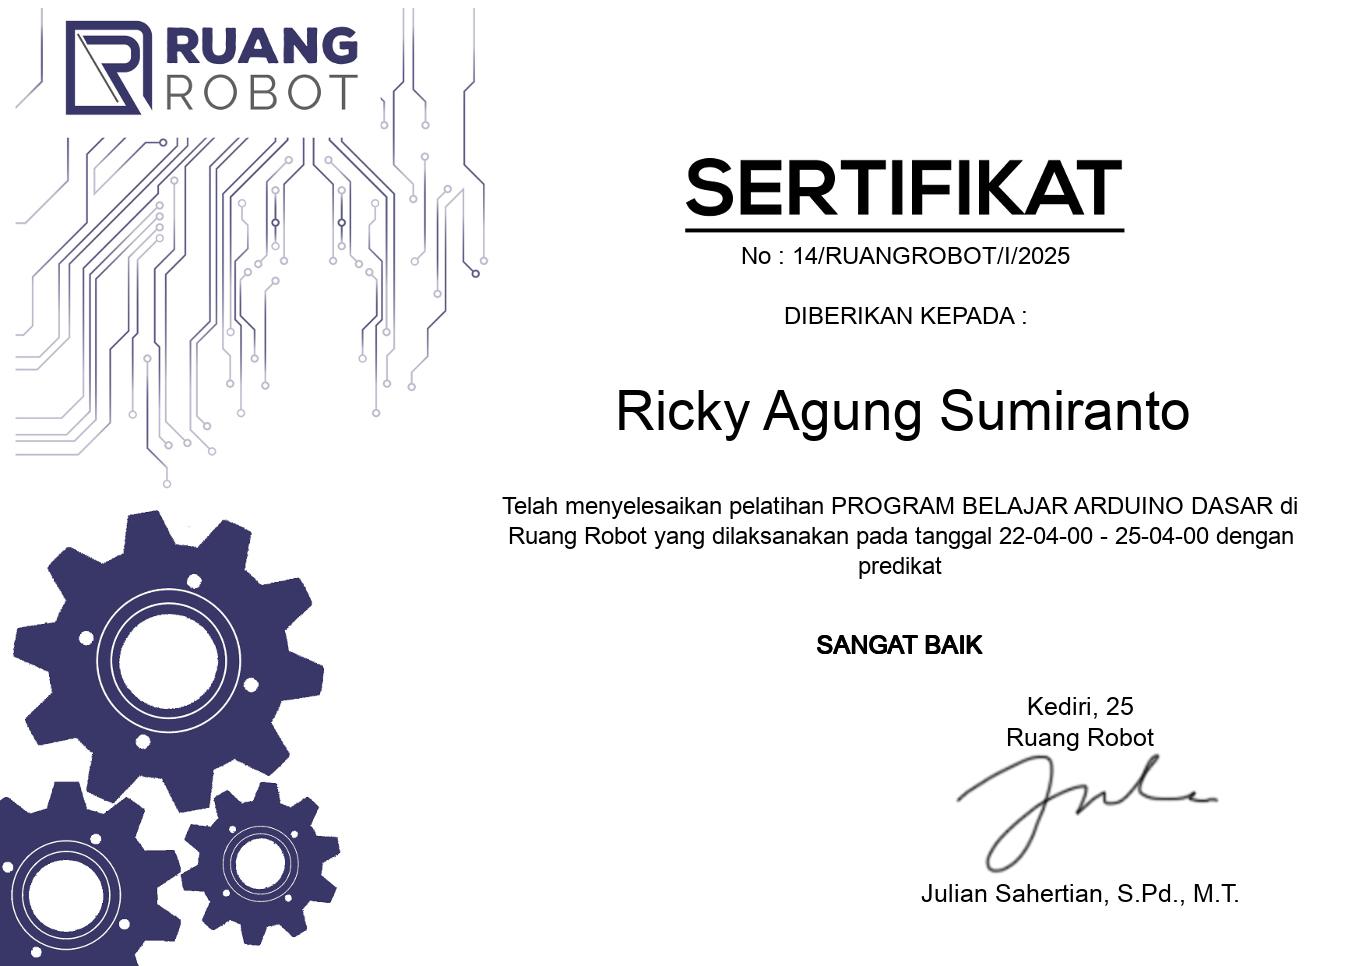 RUANG
ROBOT
SERTIFIKAT
No : 14/RUANGROBOT/I/2025
DIBERIKAN KEPADA :
Ricky Agung Sumiranto
Telah menyelesaikan pelatihan PROGRAM BELAJAR ARDUINO DASAR di
Ruang Robot yang dilaksanakan pada tanggal 22-04-00 - 25-04-00 dengan
predikat
SANGAT BAIK
Kediri, 25
Ruang Robot
Julian Sahertian, S.Pd., M.T.